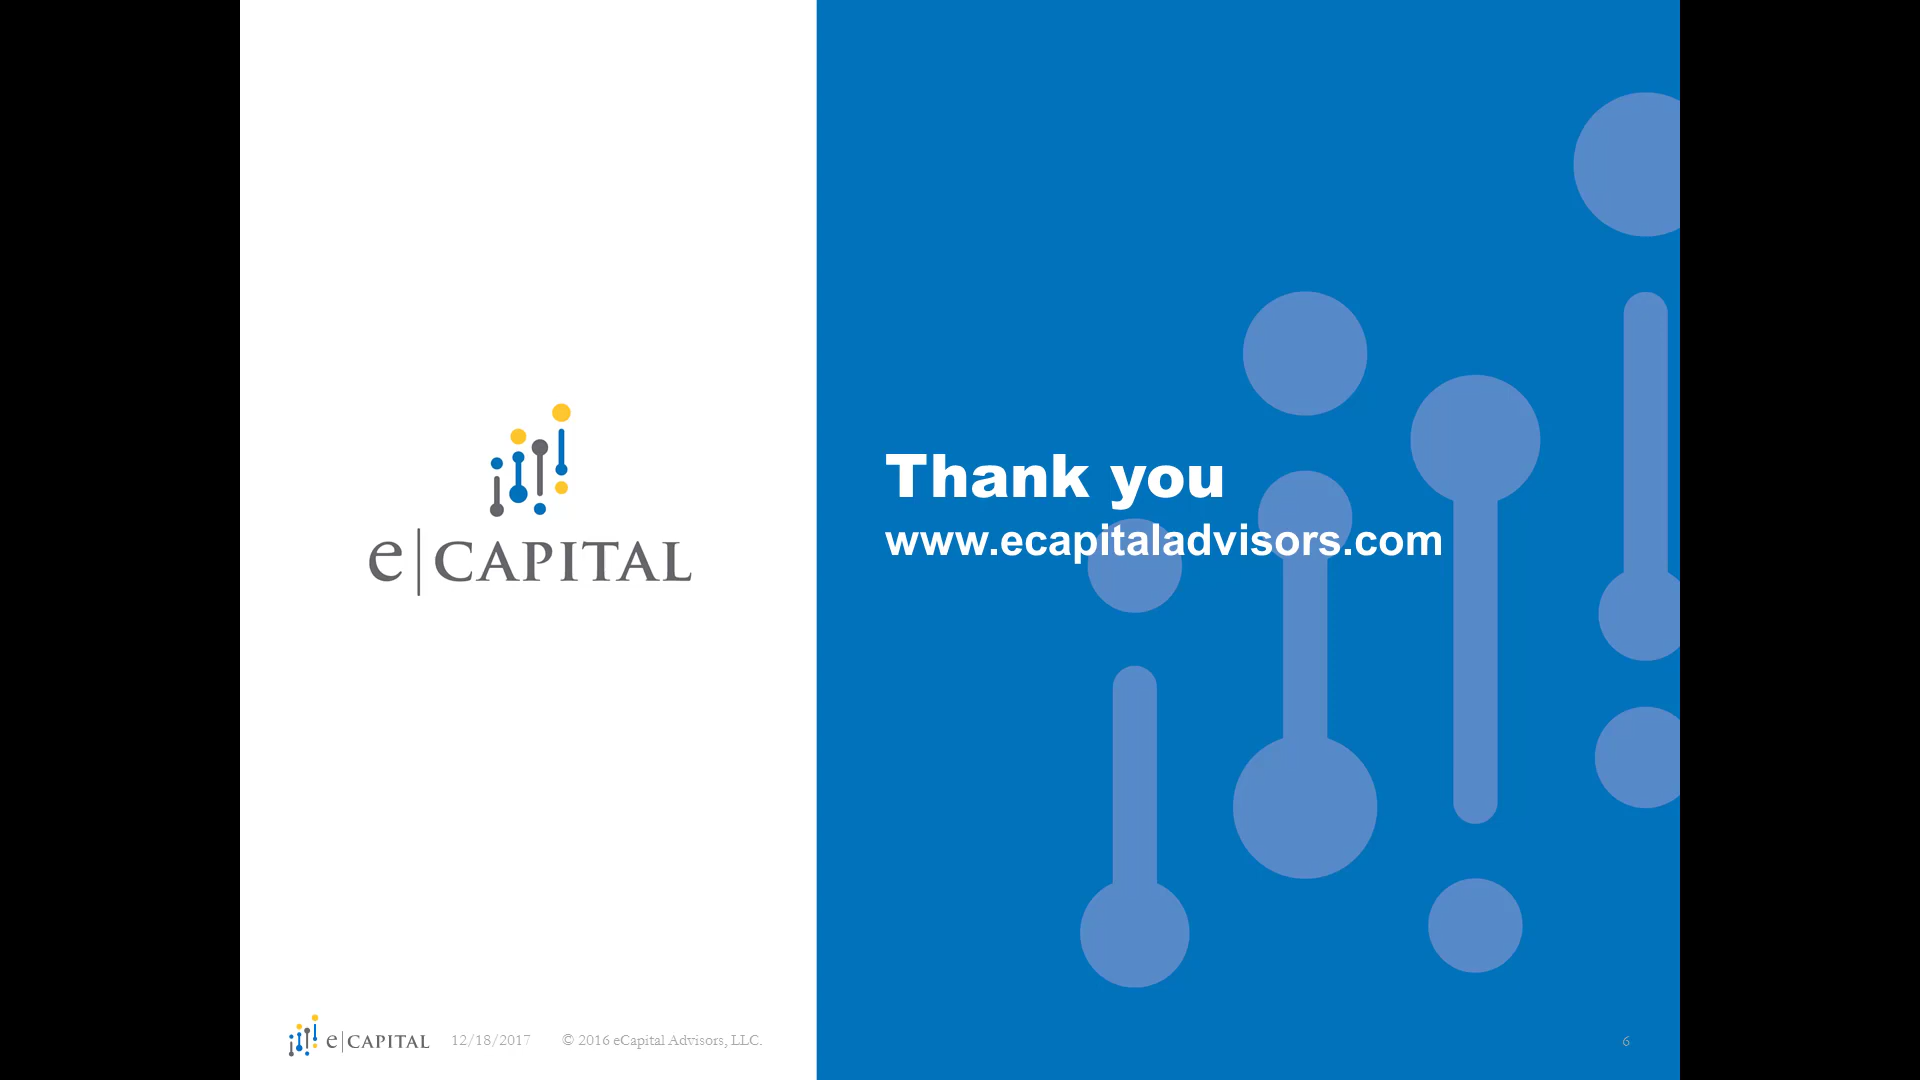 e|CAPITAL
Thank you
www.ecapitaladvisors.com
e|CAPITAL 12/18/2017 © 2016 eCapital Advisors, LLC. 6